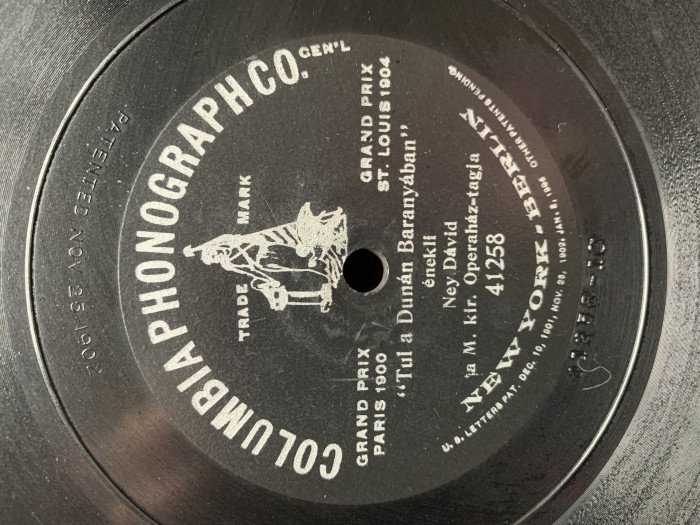 COLUMBIA PHONOGRAPH CO. GEN'L
TRADE MARK
GRAND PRIX
PARIS 1900
GRAND PRIX
ST. LOUIS 1904
"Tul a Dunán Baranyában"
énekli
Ney Dávid
a M. kir. Operaház-tagja
41258
NEW YORK-BERLIN
U. S. LETTERS PAT. DEC. 10, 1901, NOV. 25, 1902, JAN. 8, 1906 OTHER PATENTS PENDING.
PATENTED NOV 25 1902